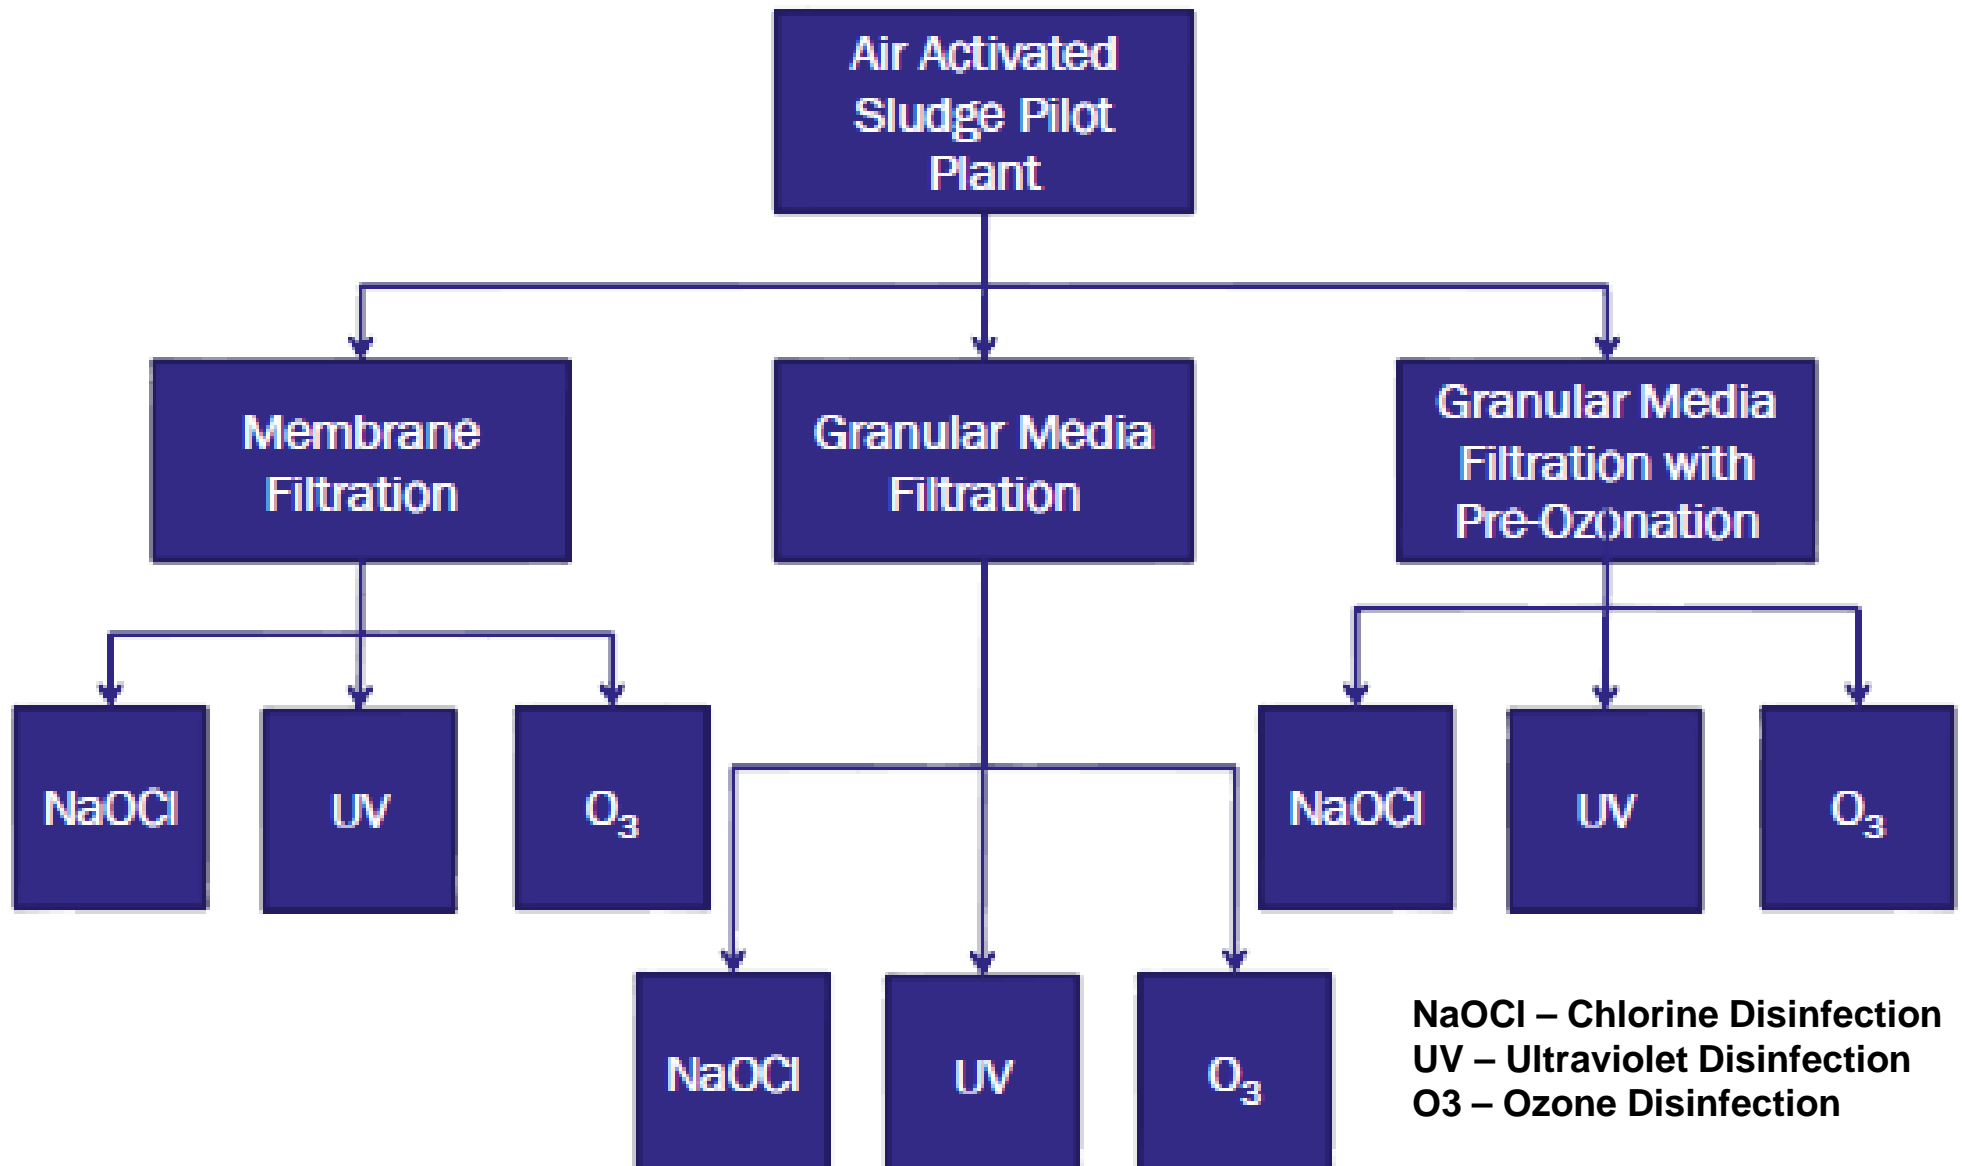 Air Activated
Sludge Pilot
Plant
Membrane
Filtration
Granular Media
Filtration
Granular Media
Filtration with
Pre-Ozonation
NaOCl
UV
O₃
NaOCl
UV
O₃
NaOCl
UV
O₃
NaOCl – Chlorine Disinfection
UV – Ultraviolet Disinfection
O3 – Ozone Disinfection